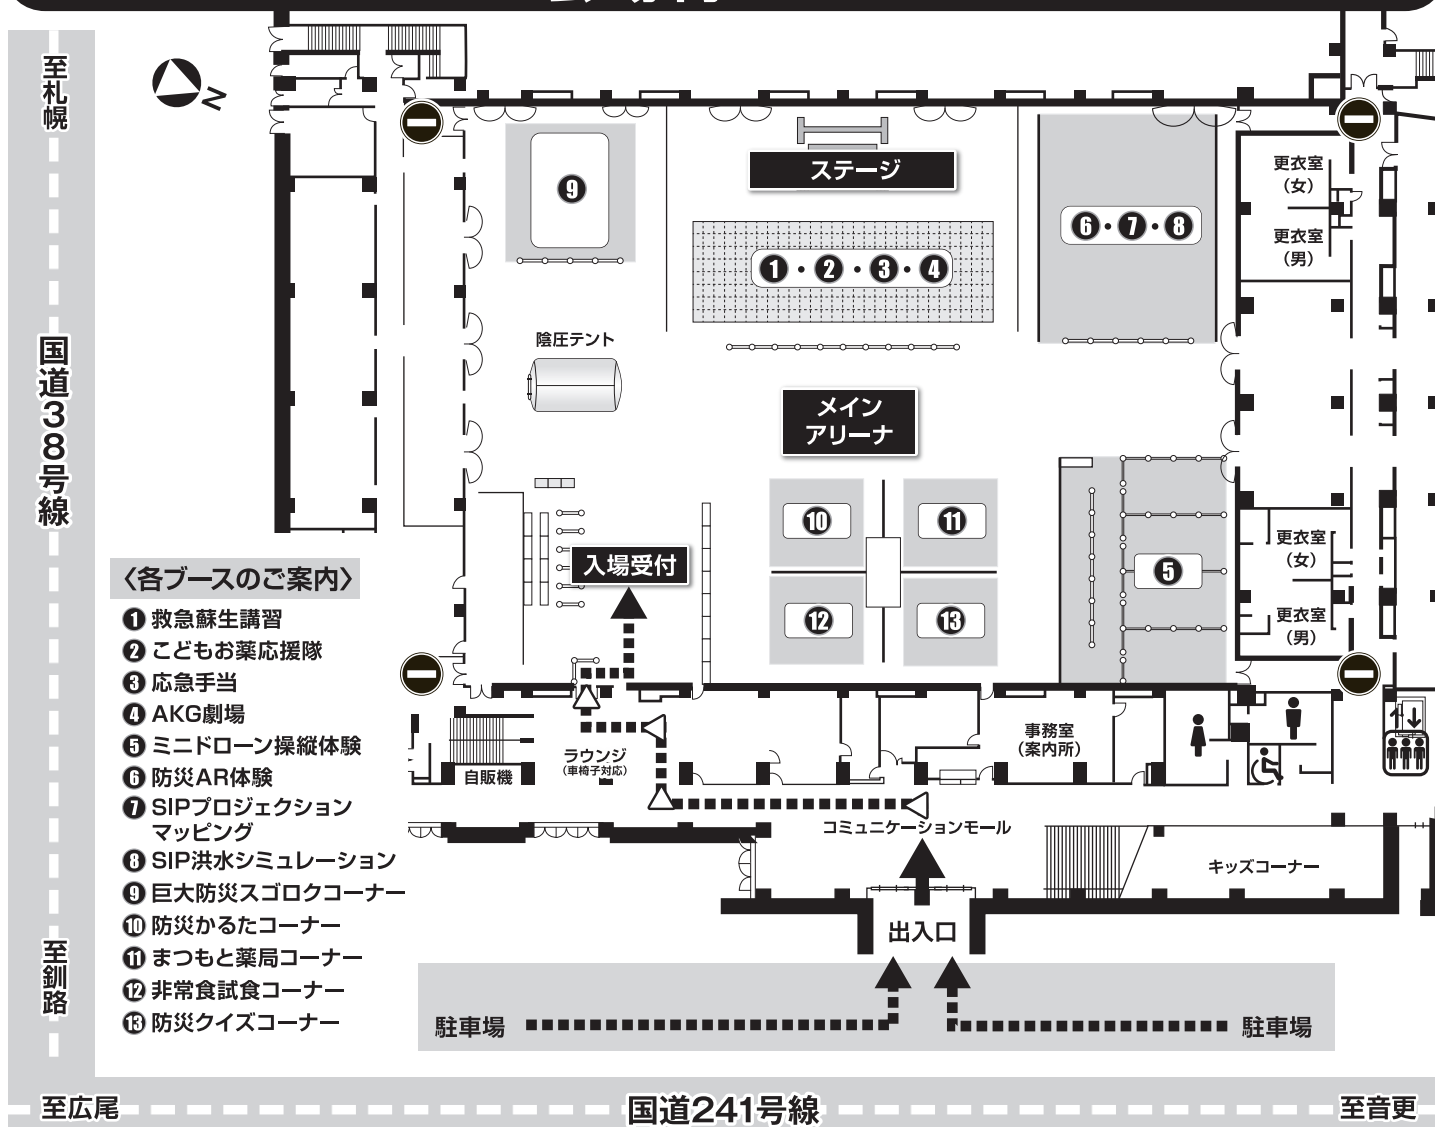 N
至札幌
国道38号線
至釧路
ステージ
❾
❶・❷・❸・❹
❻・❼・❽
更衣室
(女)
更衣室
(男)
陰圧テント
メイン
アリーナ
❿
⓫
⓬
⓭
❺
入場受付
更衣室
(女)
更衣室
(男)
〈各ブースのご案内〉
❶救急蘇生講習
❷こどもお薬応援隊
❸応急手当
❹AKG劇場
❺ミニドローン操縦体験
❻防災AR体験
❼SIPプロジェクション
マッピング
❽SIP洪水シミュレーション
❾巨大防災スゴロクコーナー
❿防災かるたコーナー
⓫まつもと薬局コーナー
⓬非常食試食コーナー
⓭防災クイズコーナー
自販機
ラウンジ
(車椅子対応)
事務室
(案内所)
コミュニケーションモール
キッズコーナー
出入口
駐車場
駐車場
至広尾
国道241号線
至音更